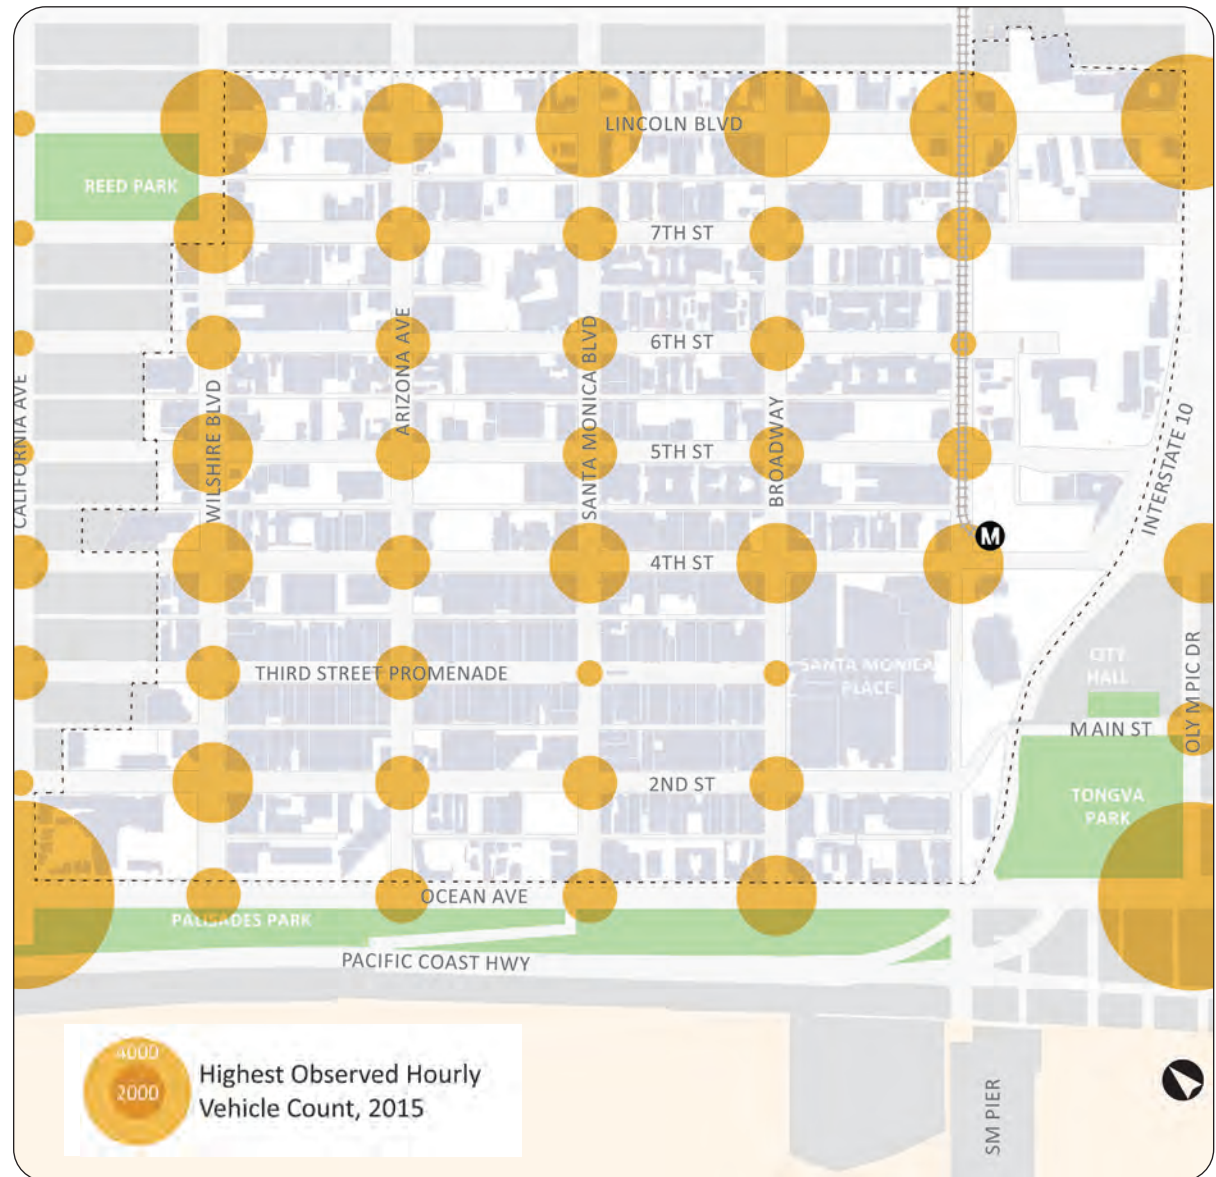 LINCOLN BLVD
REED PARK
7TH ST
ARIZONA AVE
SANTA MONICA BLVD
6TH ST
CALIFORNIA AVE
WILSHIRE BLVD
BROADWAY
INTERSTATE 10
5TH ST
M
4TH ST
THIRD STREET PROMENADE
SANTA MONICA
PLACE
CITY
HALL
OLYMPIC DR
MAIN ST
2ND ST
TONGVA
PARK
OCEAN AVE
PALISADES PARK
PACIFIC COAST HWY
4000
2000
Highest Observed Hourly
Vehicle Count, 2015
SM PIER